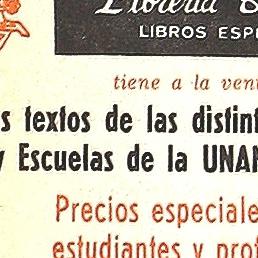 LIBROS ESP
tiene a la ven
s textos de las distint
y Escuelas de la UNA
Precios especiale
estudiantes y prof